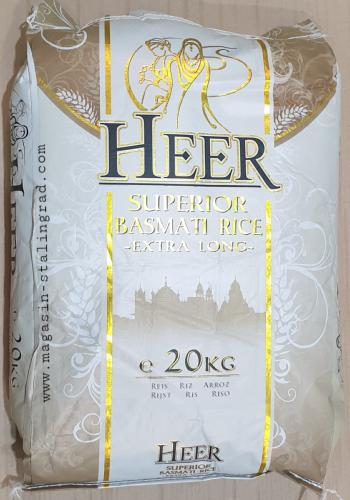 HEER
SUPERIOR
BASMATI RICE
-EXTRA LONG-
e 20KG
REIS RIZ ARROZ
RIJST RIS RISO
HEER
SUPERIOR
BASMATI RICE
www.magasin-stalingrad.com
20KG